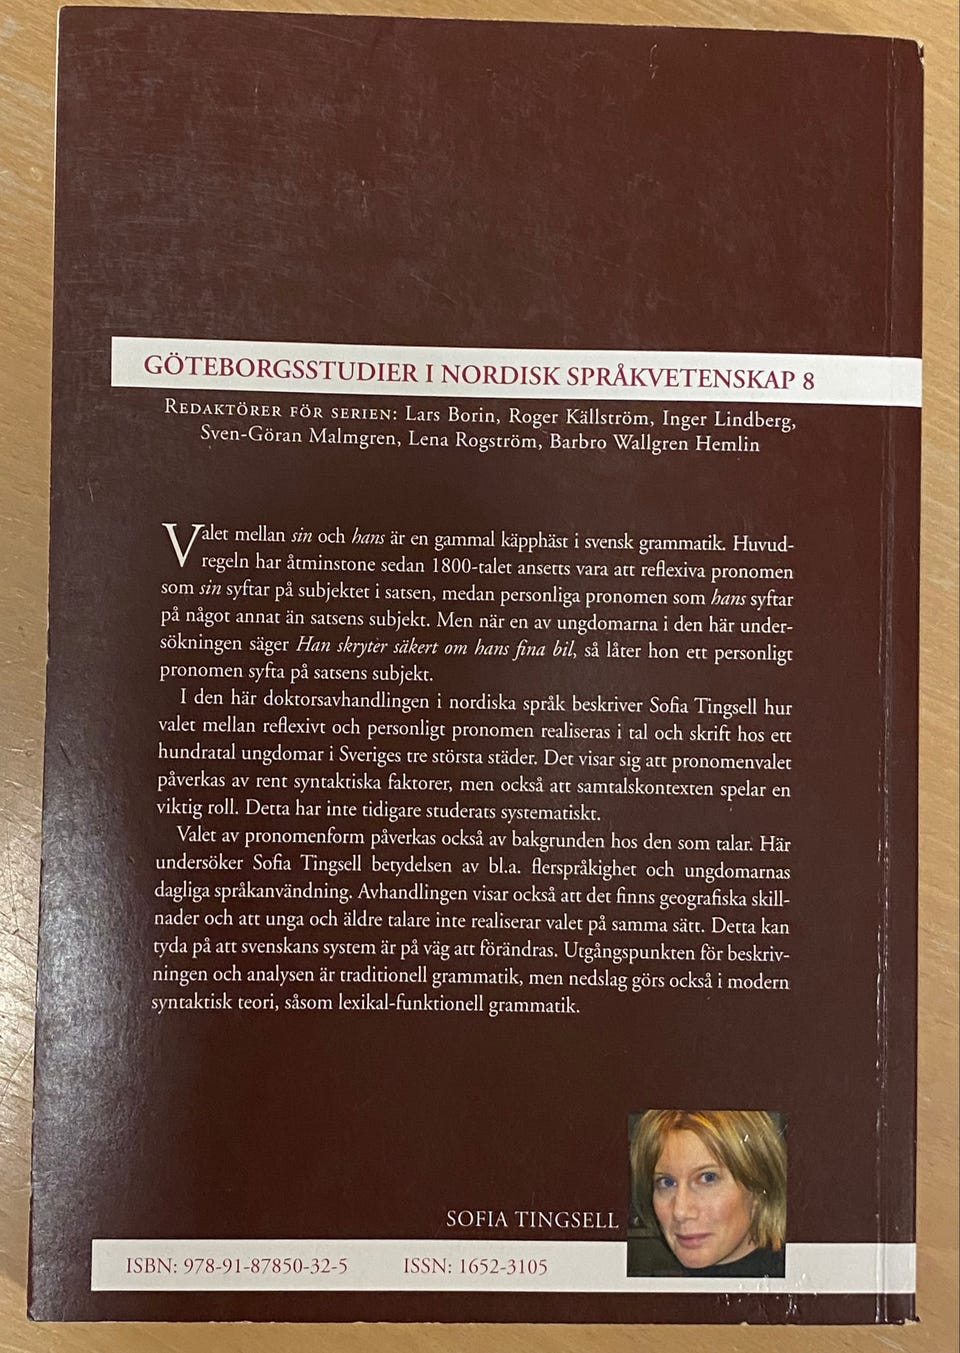 GÖTEBORGSSTUDIER I NORDISK SPRÅKVETENSKAP 8
REDAKTÖRER FÖR SERIEN: Lars Borin, Roger Källström, Inger Lindberg,
Sven-Göran Malmgren, Lena Rogström, Barbro Wallgren Hemlin
Valet mellan sin och hans är en gammal käpphäst i svensk grammatik. Huvud-
regeln har åtminstone sedan 1800-talet ansetts vara att reflexiva pronomen
som sin syftar på subjektet i satsen, medan personliga pronomen som hans syftar
på något annat än satsens subjekt. Men när en av ungdomarna i den här under-
sökningen säger Han skryter säkert om hans fina bil, så låter hon ett personligt
pronomen syfta på satsens subjekt.
I den här doktorsavhandlingen i nordiska språk beskriver Sofia Tingsell hur
valet mellan reflexivt och personligt pronomen realiseras i tal och skrift hos ett
hundratal ungdomar i Sveriges tre största städer. Det visar sig att pronomenvalet
påverkas av rent syntaktiska faktorer, men också att samtalskontexten spelar en
viktig roll. Detta har inte tidigare studerats systematiskt.
Valet av pronomenform påverkas också av bakgrunden hos den som talar. Här
undersöker Sofia Tingsell betydelsen av bl.a. flerspråkighet och ungdomarnas
dagliga språkanvändning. Avhandlingen visar också att det finns geografiska skill-
nader och att unga och äldre talare inte realiserar valet på samma sätt. Detta kan
tyda på att svenskans system är på väg att förändras. Utgångspunkten för beskriv-
ningen och analysen är traditionell grammatik, men nedslag görs också i modern
syntaktisk teori, såsom lexikal-funktionell grammatik.
SOFIA TINGSELL
ISBN: 978-91-87850-32-5 ISSN: 1652-3105